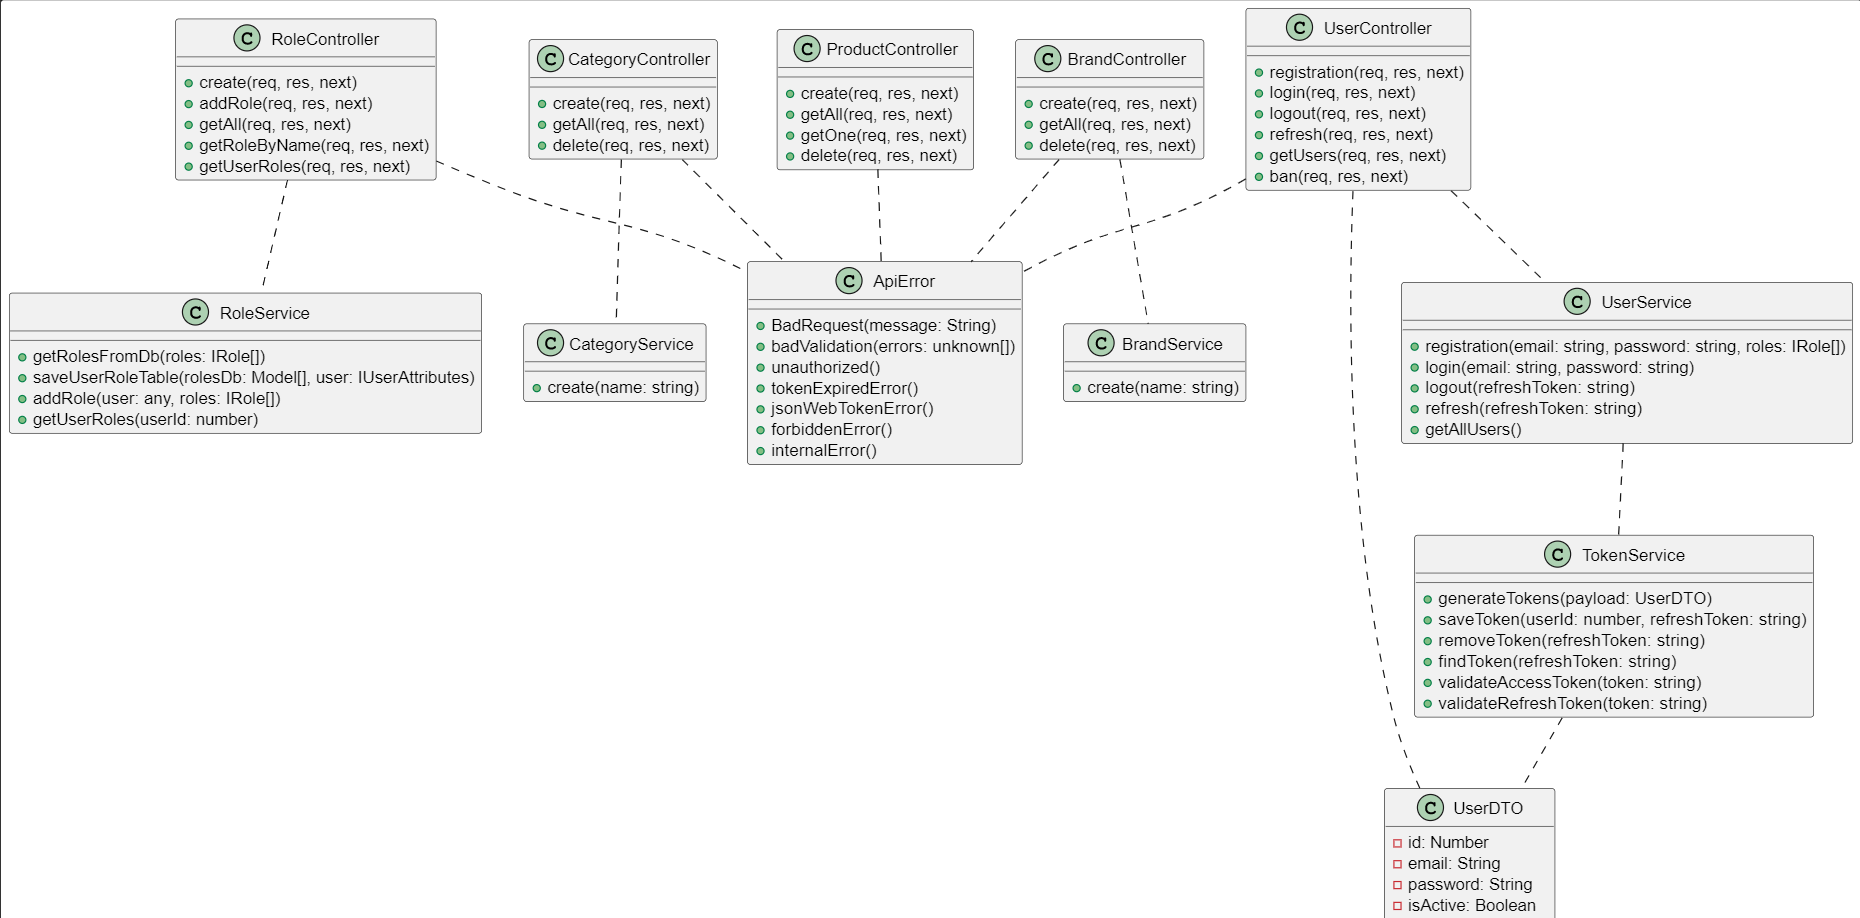 C RoleController
create(req, res, next)
addRole(req, res, next)
getAll(req, res, next)
getRoleByName(req, res, next)
getUserRoles(req, res, next)
C CategoryController
create(req, res, next)
getAll(req, res, next)
delete(req, res, next)
C ProductController
create(req, res, next)
getAll(req, res, next)
getOne(req, res, next)
delete(req, res, next)
C BrandController
create(req, res, next)
getAll(req, res, next)
delete(req, res, next)
C UserController
registration(req, res, next)
login(req, res, next)
logout(req, res, next)
refresh(req, res, next)
getUsers(req, res, next)
ban(req, res, next)
C RoleService
getRolesFromDb(roles: IRole[])
saveUserRoleTable(rolesDb: Model[], user: IUserAttributes)
addRole(user: any, roles: IRole[])
getUserRoles(userId: number)
C CategoryService
create(name: string)
C ApiError
BadRequest(message: String)
badValidation(errors: unknown[])
unauthorized()
tokenExpiredError()
jsonWebTokenError()
forbiddenError()
internalError()
C BrandService
create(name: string)
C UserService
registration(email: string, password: string, roles: IRole[])
login(email: string, password: string)
logout(refreshToken: string)
refresh(refreshToken: string)
getAllUsers()
C TokenService
generateTokens(payload: UserDTO)
saveToken(userId: number, refreshToken: string)
removeToken(refreshToken: string)
findToken(refreshToken: string)
validateAccessToken(token: string)
validateRefreshToken(token: string)
C UserDTO
id: Number
email: String
password: String
isActive: Boolean